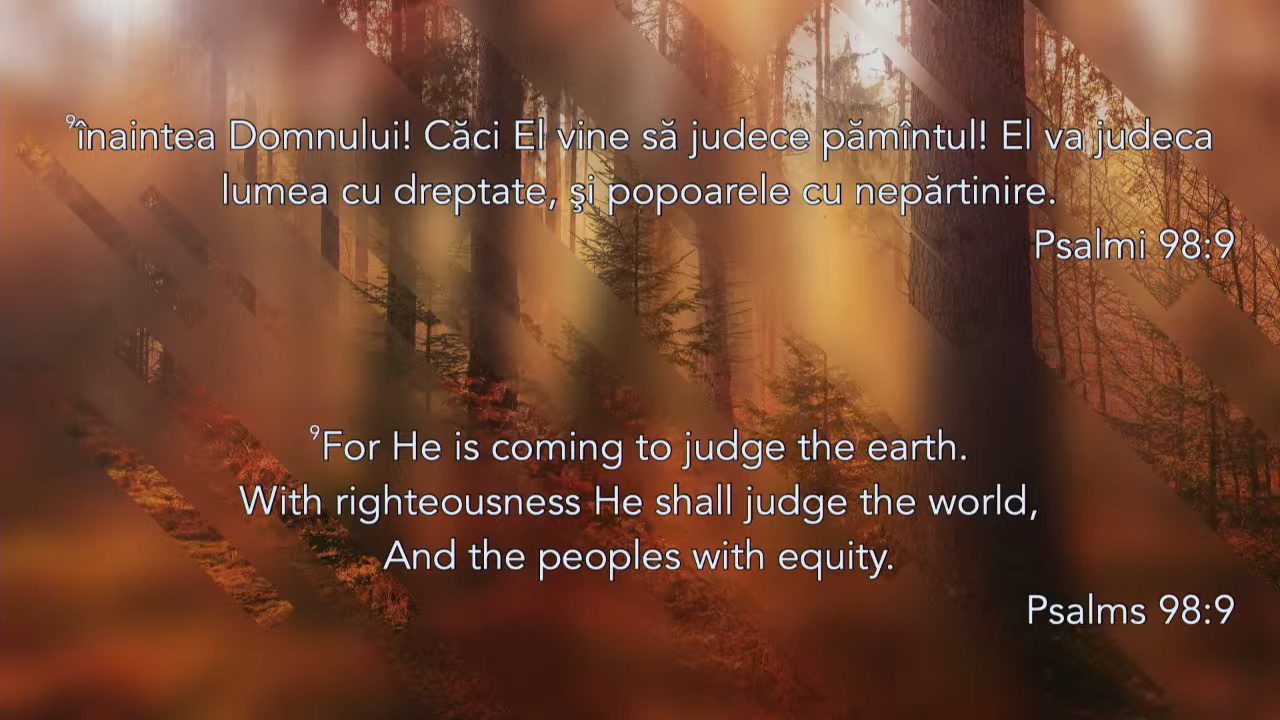 ⁹înaintea Domnului! Căci El vine să judece pămîntul! El va judeca
lumea cu dreptate, şi popoarele cu nepărtinire.
Psalmi 98:9
⁹For He is coming to judge the earth.
With righteousness He shall judge the world,
And the peoples with equity.
Psalms 98:9